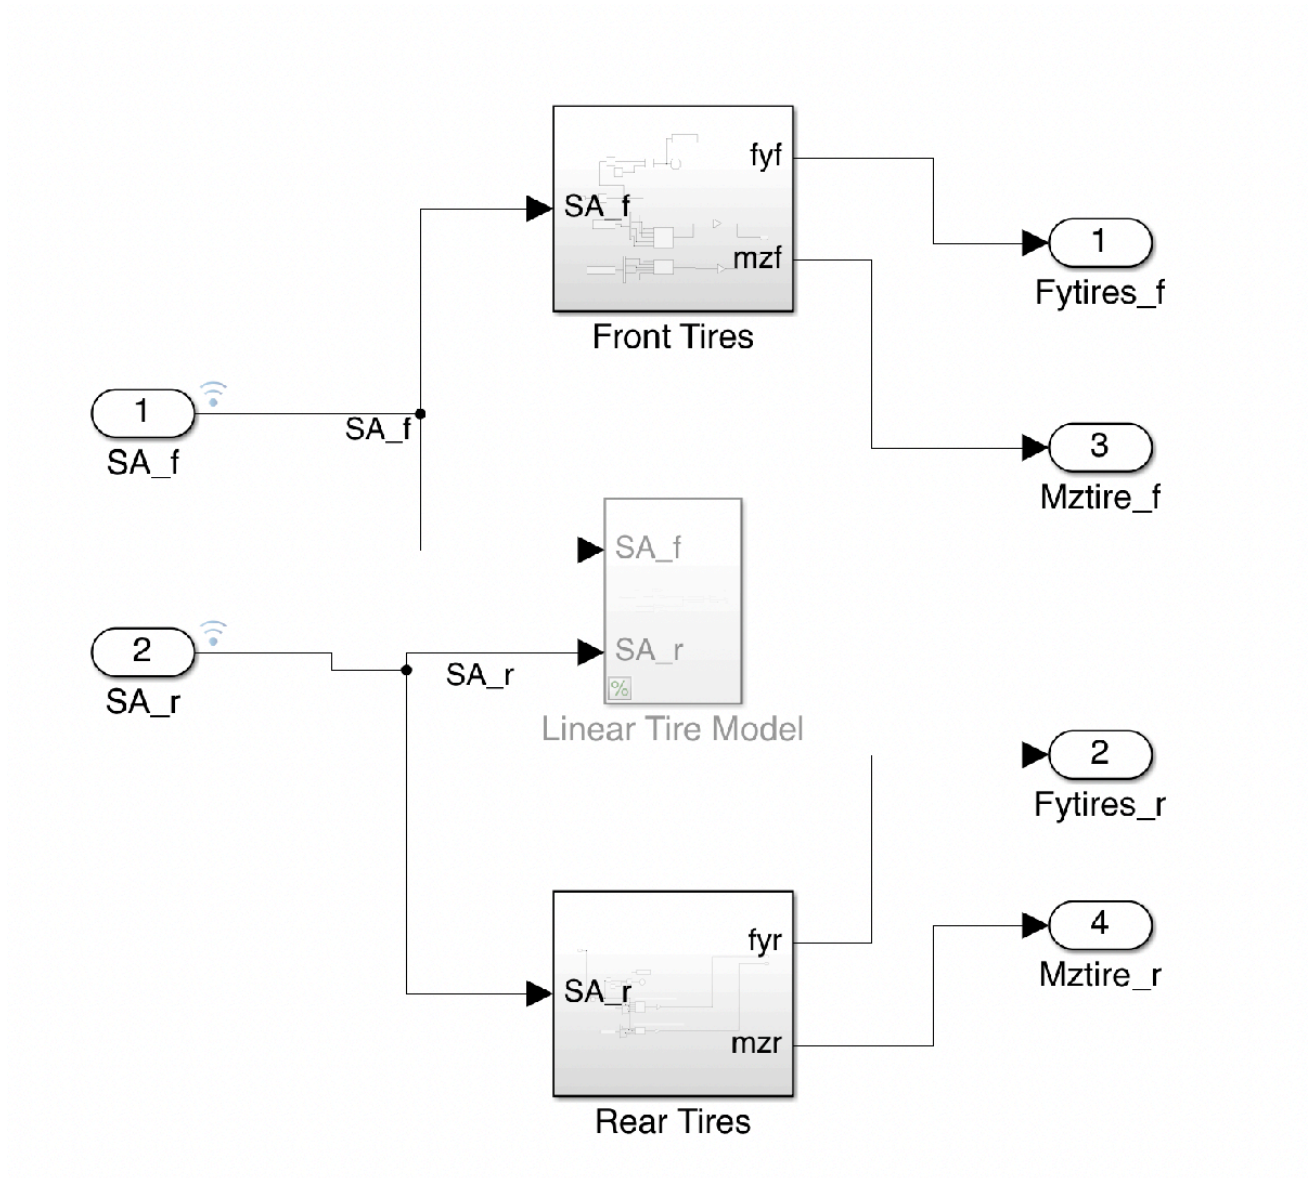 fyf
SA_f
mzf
Front Tires
1
Fytires_f
1
SA_f
SA_f
3
Mztire_f
SA_f
2
SA_r
SA_r
SA_r
%
Linear Tire Model
2
Fytires_r
fyr
SA_r
mzr
Rear Tires
4
Mztire_r